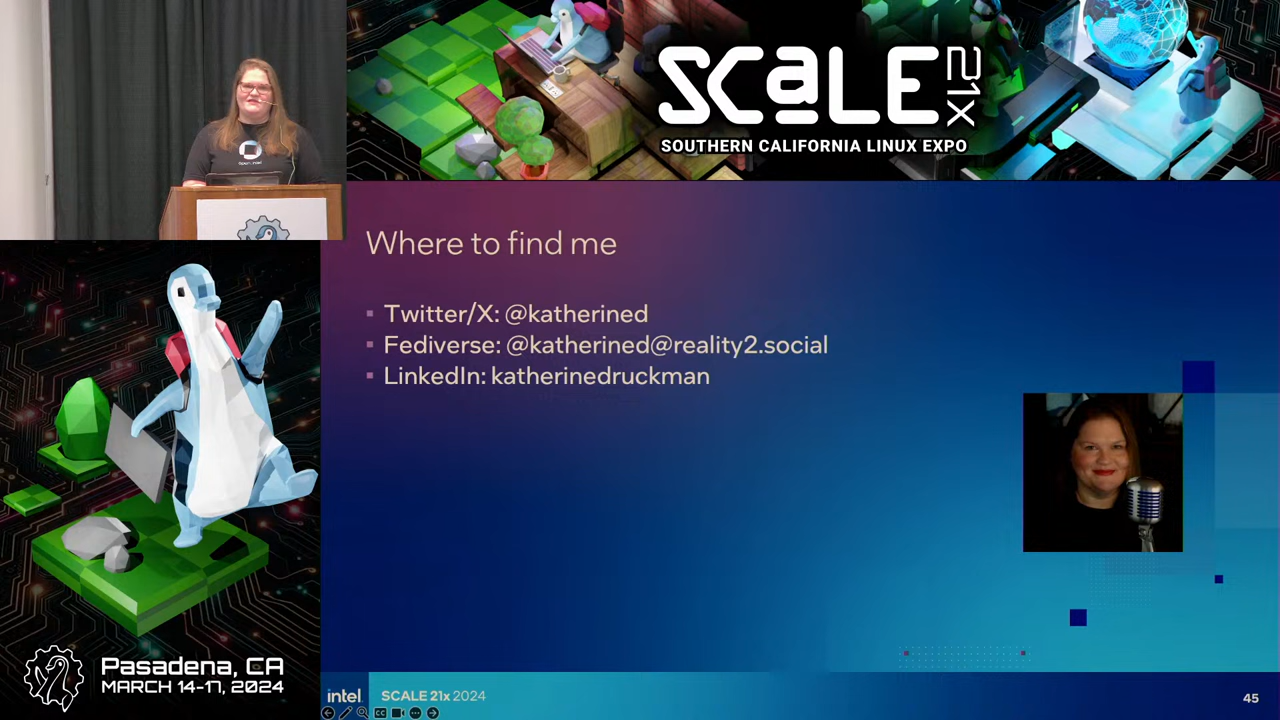 SCaLE 21x
SOUTHERN CALIFORNIA LINUX EXPO
Where to find me
Twitter/X: @katherined
Fediverse: @katherined@reality2.social
LinkedIn: katherinedruckman
Pasadena, CA
MARCH 14-17, 2024
intel
SCALE 21x 2024
45
CC